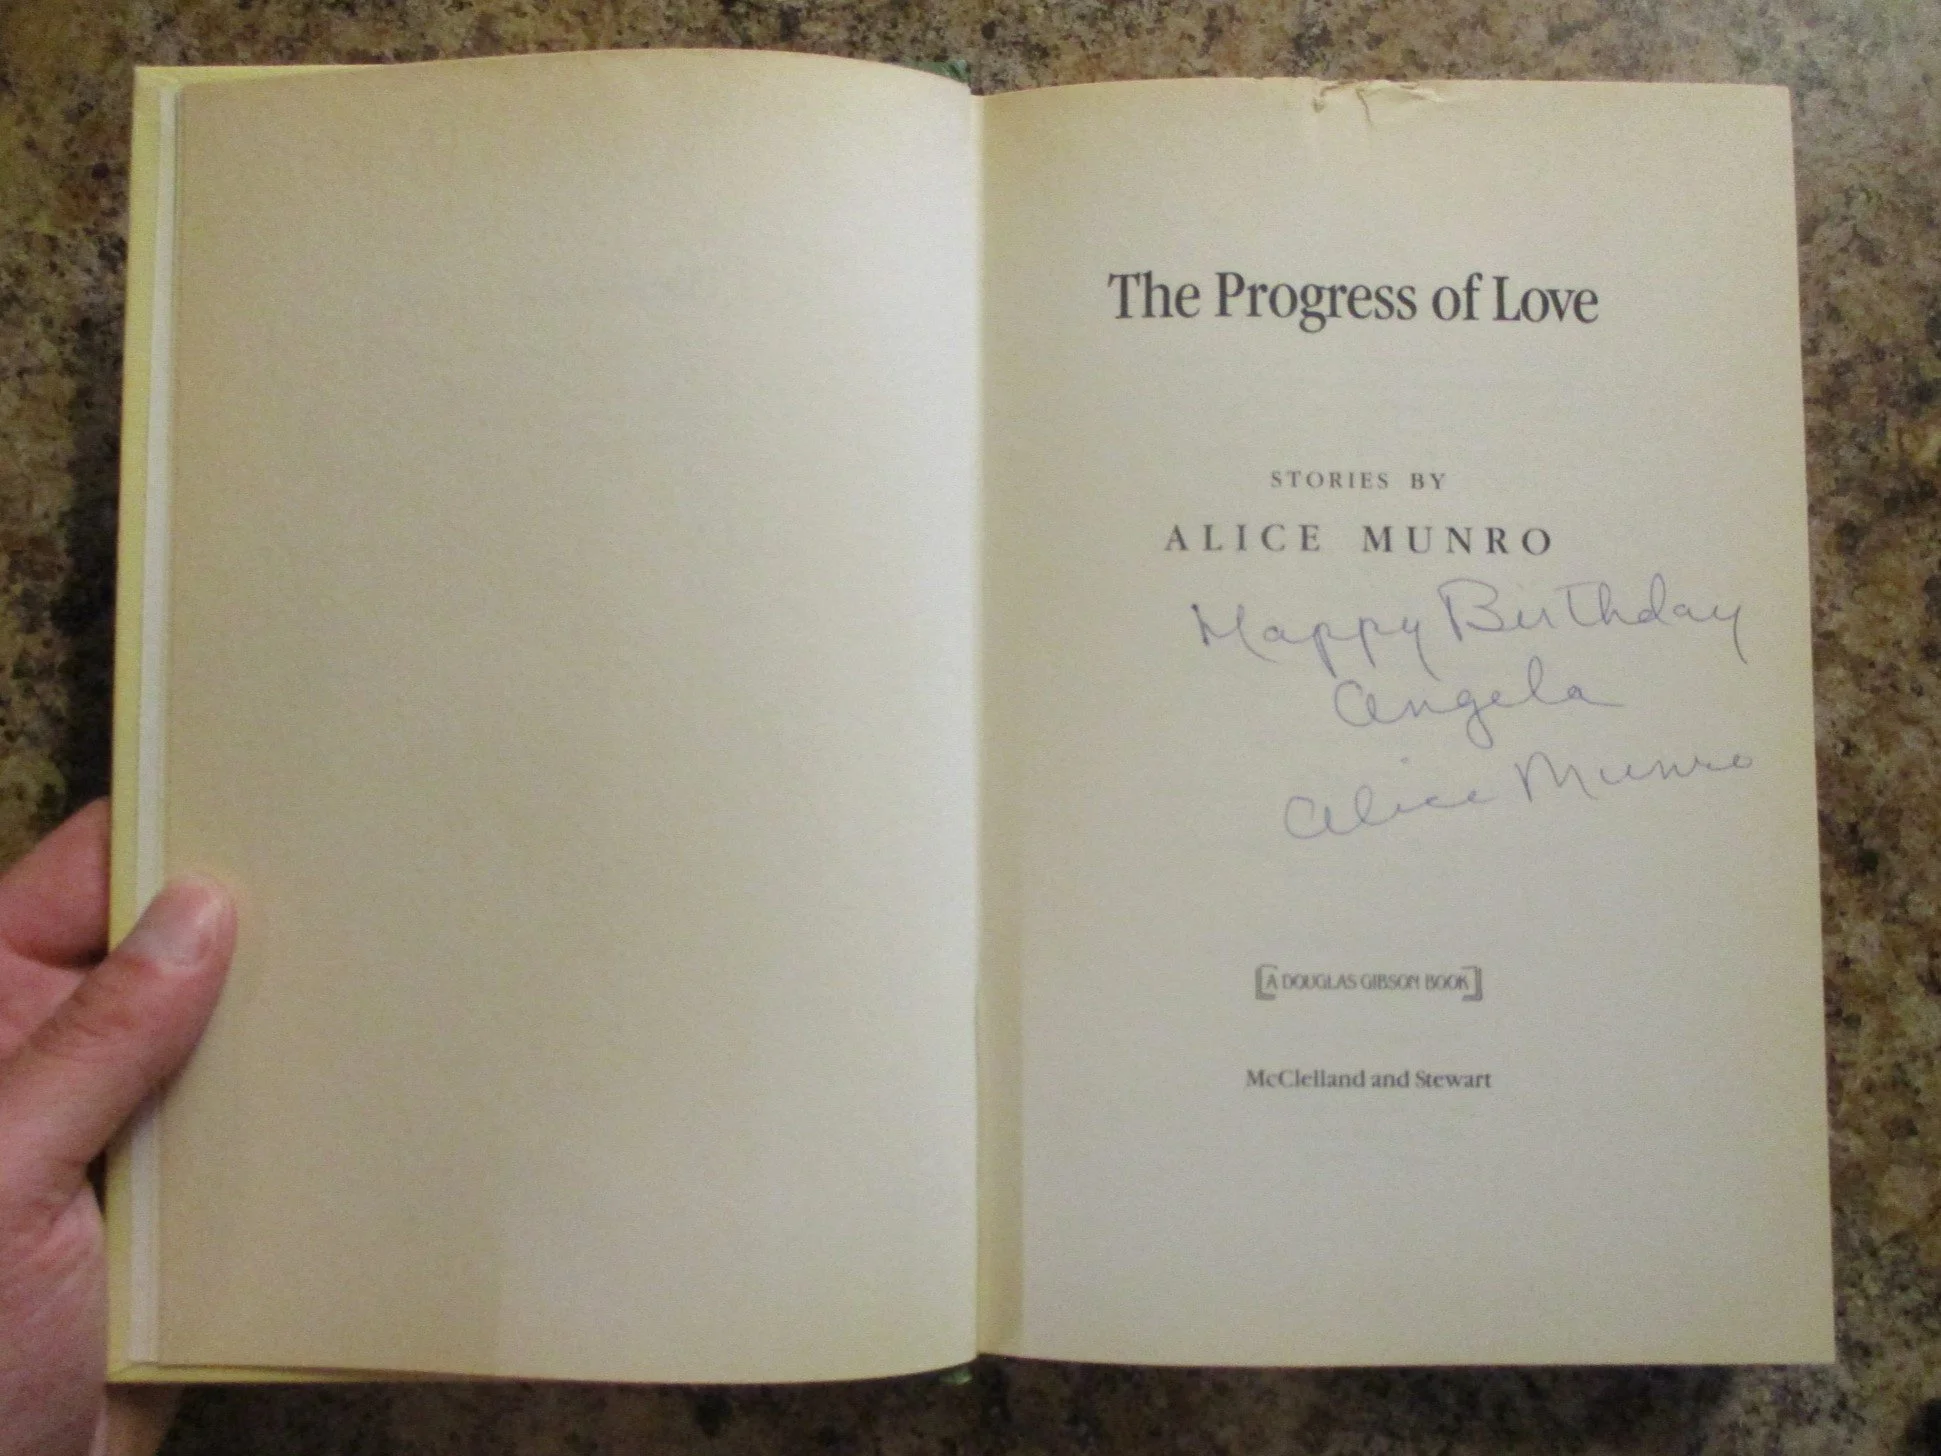 The Progress of Love
STORIES BY
ALICE MUNRO
Happy Birthday
Angela
Alice Munro
A DOUGLAS GIBSON BOOK
McClelland and Stewart